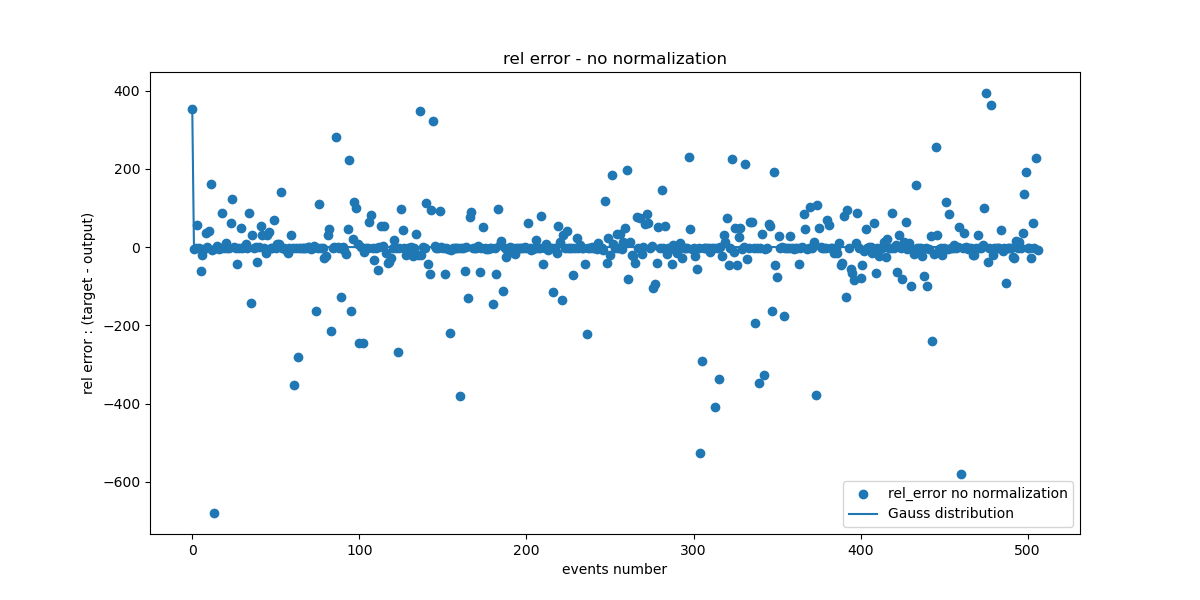 rel error - no normalization
rel error : (target - output)
400
200
0
−200
−400
−600
0 100 200 300 400 500
events number
rel_error no normalization
Gauss distribution